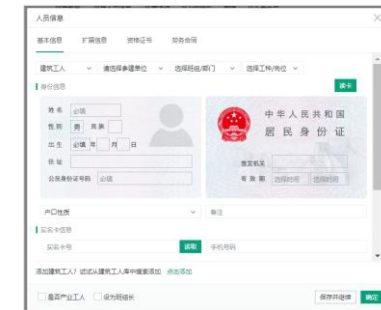 人员信息
基本信息 扩展信息 资格证书 劳务合同
建筑工人 请选择参建单位 选择班组/部门 选择工种/岗位
身份信息 读卡
姓 名 必填
性 别 男 民 族
出 生 必填 年 月 日
住 址
公民身份证号码 必填
中华人民共和国
居 民 身 份 证
签发机关
有 效 期 选择时间 选择时间
户口性质 备注
实名卡信息
实名卡号 读取 手机号码
添加建筑工人? 试试从建筑工人库中搜索添加 点击添加
是否产业工人 设为班组长 保存并继续 确定